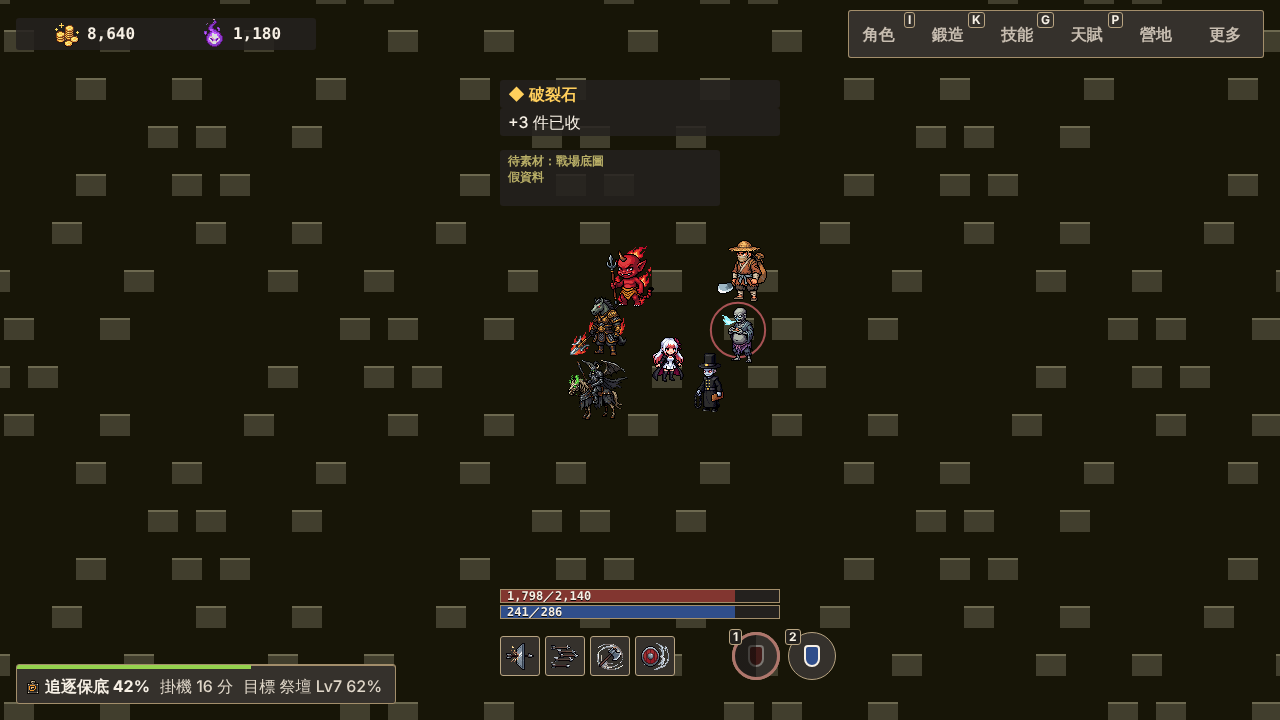 8,640
1,180
角色 I
鍛造 K
技能 G
天賦 P
營地
更多
破裂石
+3 件已收
待素材：戰場底圖
假資料
1,798／2,140
241／286
1
2
追逐保底 42% 掛機 16 分 目標 祭壇 Lv7 62%